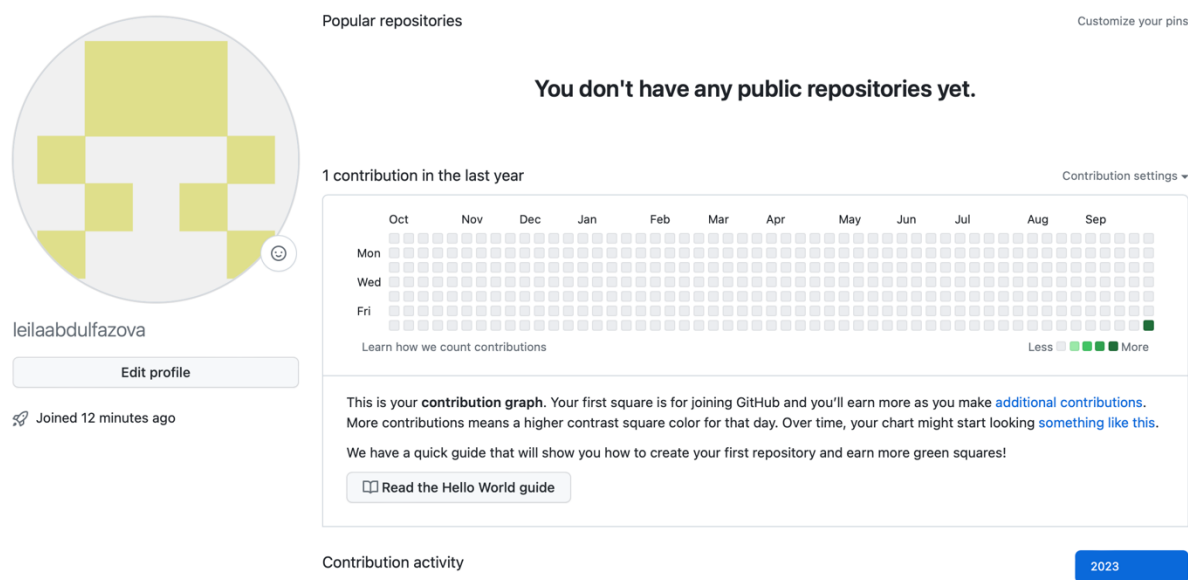 leilaabdulfazova
Edit profile
Joined 12 minutes ago
Popular repositories
Customize your pins
You don't have any public repositories yet.
1 contribution in the last year
Contribution settings
Oct Nov Dec Jan Feb Mar Apr May Jun Jul Aug Sep
Mon
Wed
Fri
Learn how we count contributions
Less More
This is your contribution graph. Your first square is for joining GitHub and you’ll earn more as you make additional contributions.
More contributions means a higher contrast square color for that day. Over time, your chart might start looking something like this.
We have a quick guide that will show you how to create your first repository and earn more green squares!
Read the Hello World guide
Contribution activity
2023